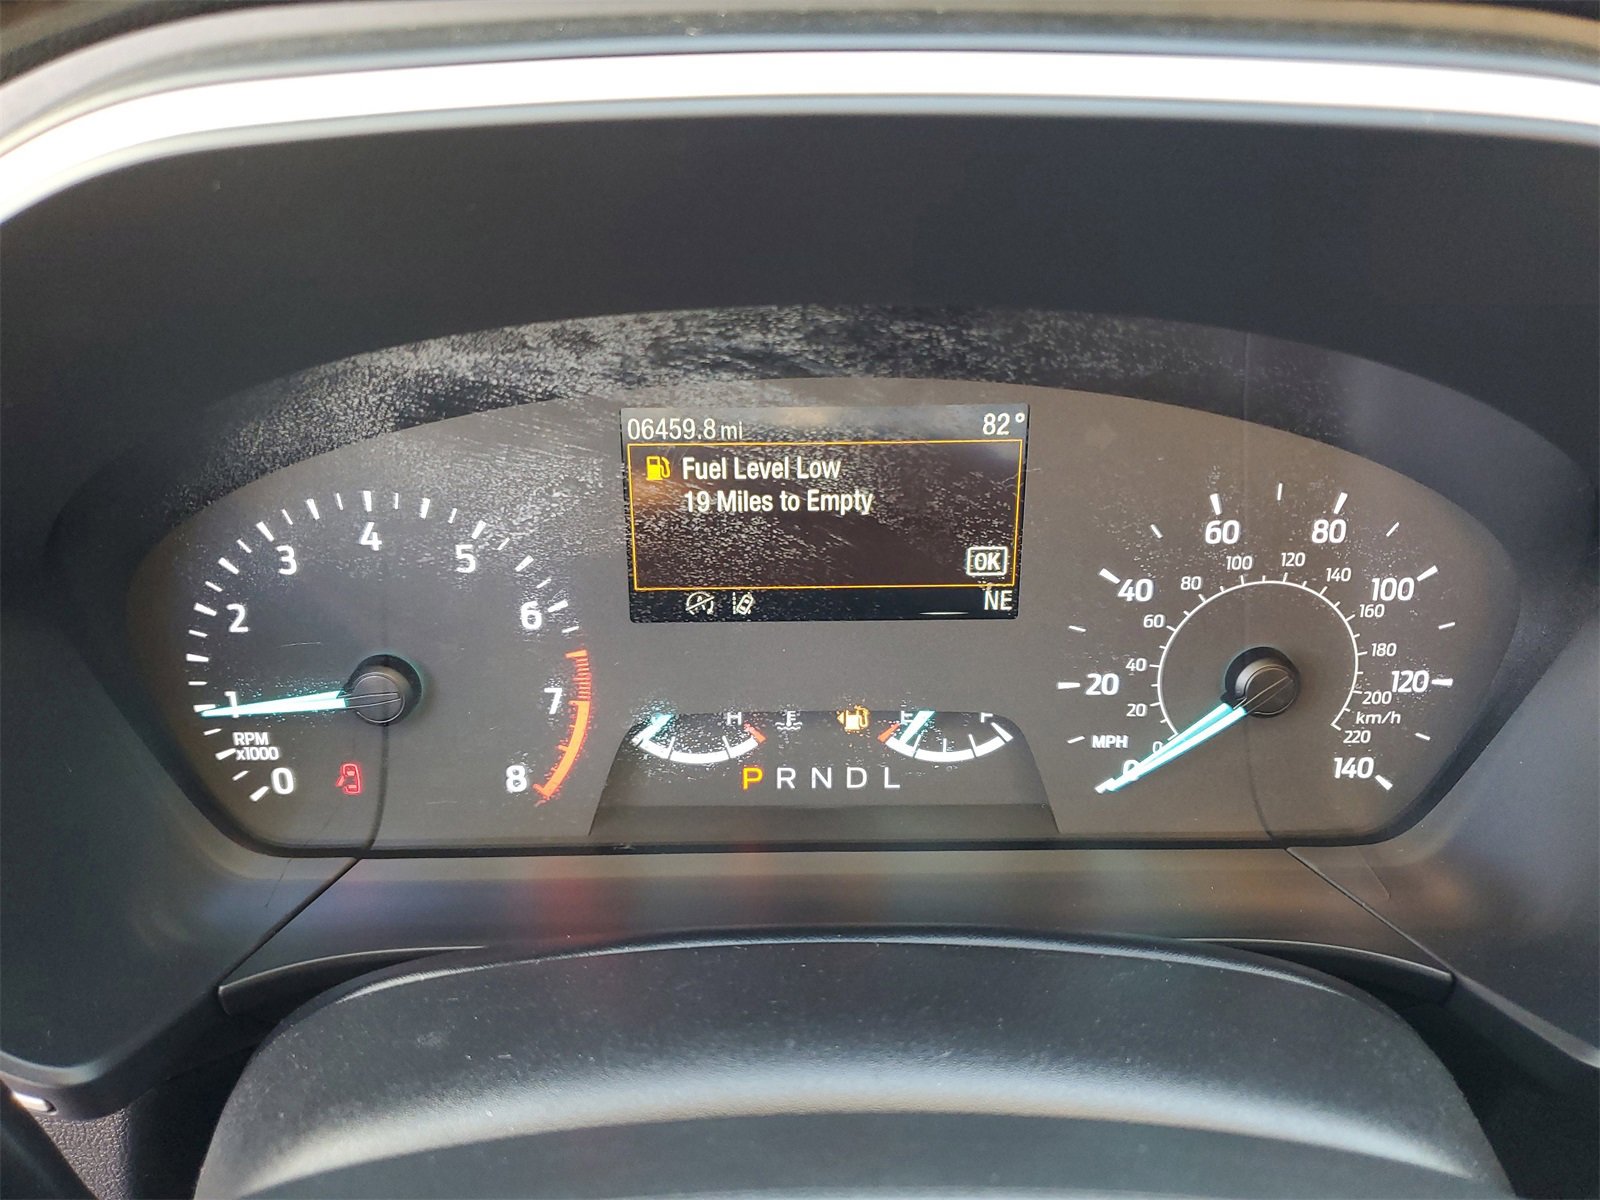 06459.8 mi 82°
Fuel Level Low
19 Miles to Empty
OK
NE
0 1 2 3 4 5 6 7 8
RPM
x1000
H E F
P R N D L
0 20 40 60 80 100 120 140
MPH
0 20 40 60 80 100 120 140 160 180 200 220
km/h